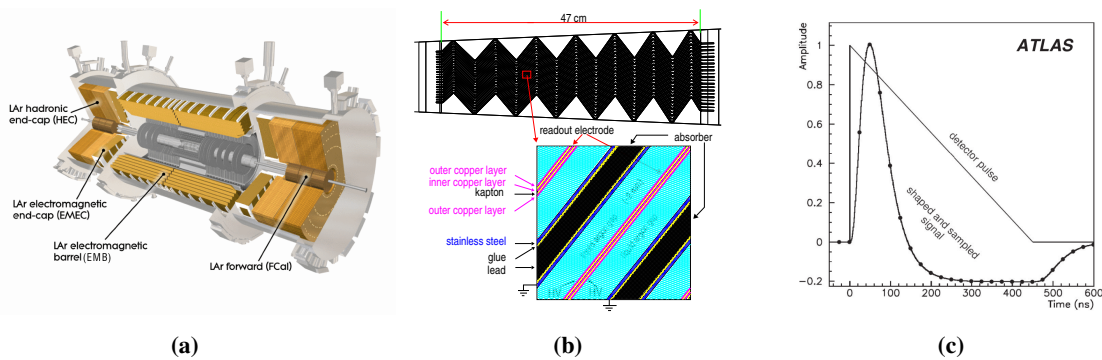 LAr hadronic
end-cap (HEC)
LAr electromagnetic
end-cap (EMEC)
LAr electromagnetic
barrel (EMB)
LAr forward (FCal)
(a)
47 cm
readout electrode
absorber
outer copper layer
inner copper layer
kapton
outer copper layer
stainless steel
glue
lead
HV
HV
(b)
Amplitude
ATLAS
1
0.8
0.6
0.4
0.2
0
−0.2
detector pulse
shaped and sampled
signal
0
100
200
300
400
500
600
Time (ns)
(c)